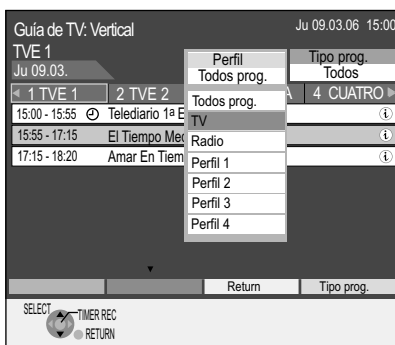 Guía de TV: Vertical
Ju 09.03.06 15:00
TVE 1
Ju 09.03.
Perfil
Todos prog.
Tipo prog.
Todos
1 TVE 1
2 TVE 2
A
4 CUATRO
Todos prog.
TV
Radio
Perfil 1
Perfil 2
Perfil 3
Perfil 4
15:00 - 15:55 Telediario 1ª E
15:55 - 17:15 El Tiempo Med
17:15 - 18:20 Amar En Tiem
Return
Tipo prog.
SELECT
TIMER REC
RETURN